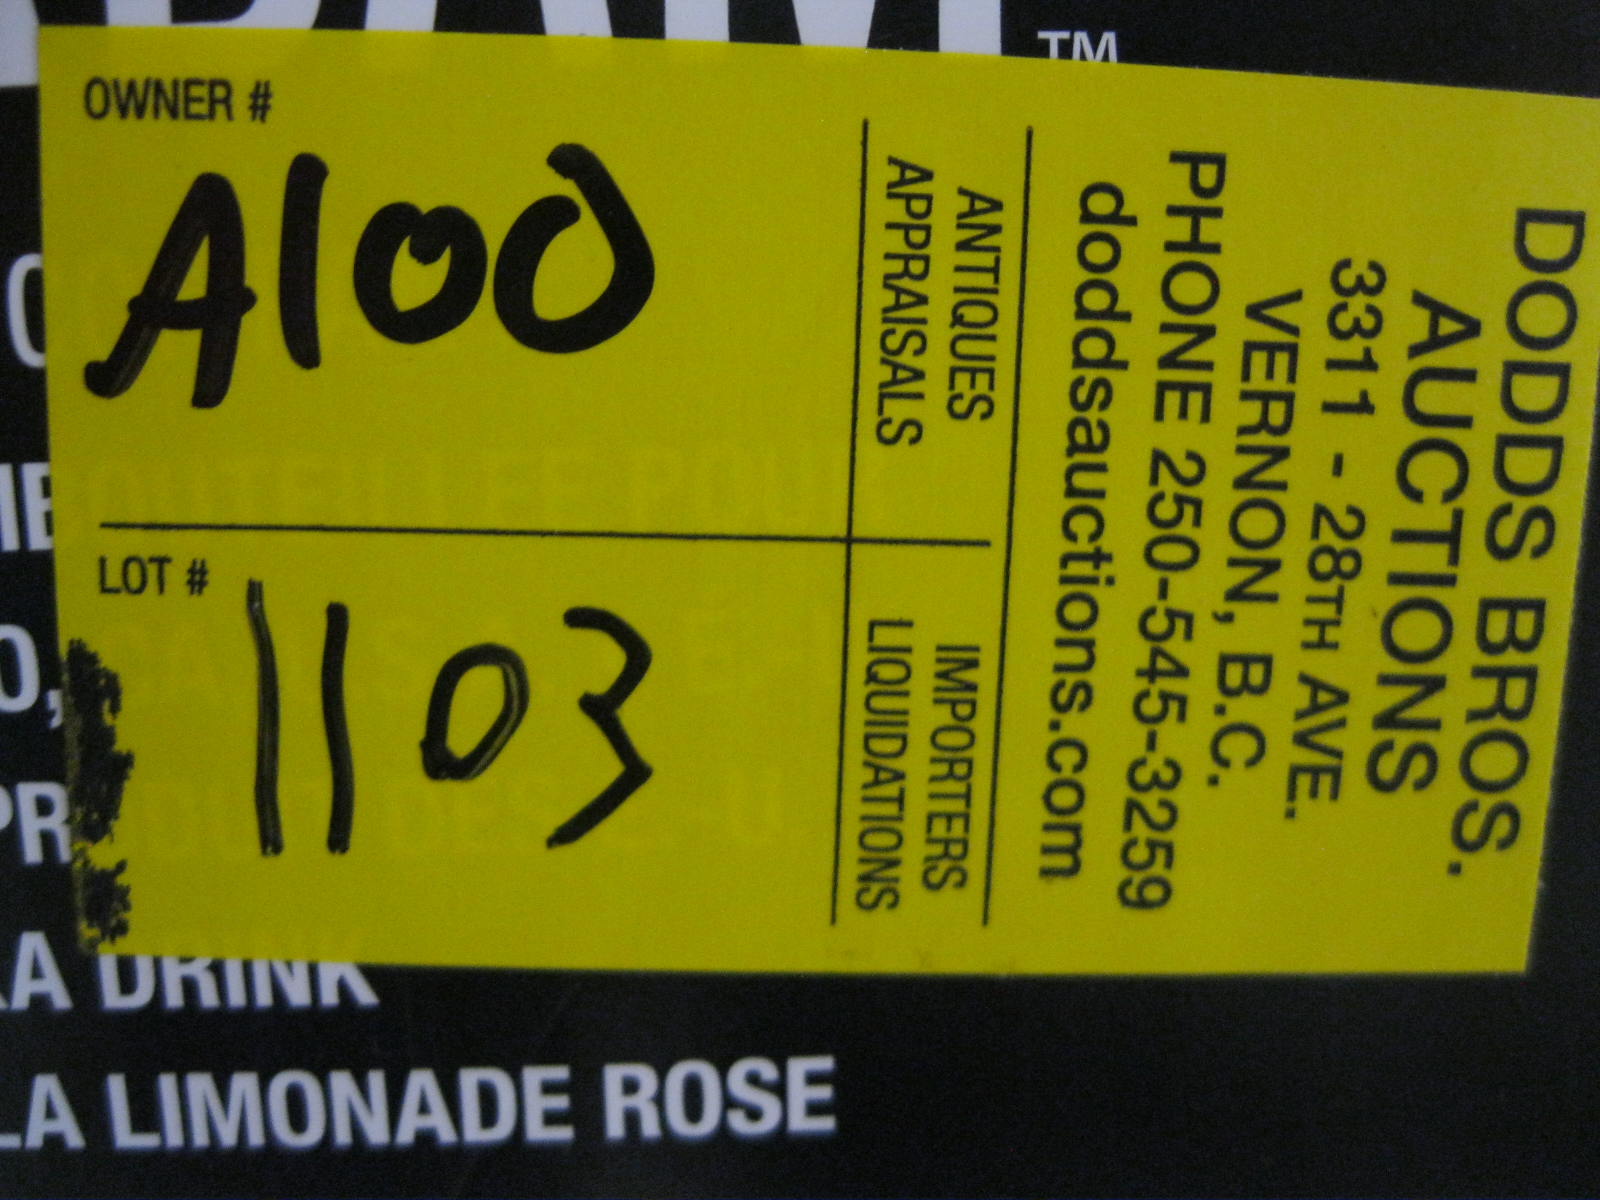 TM
OWNER #
A100
LOT #
1103
ANTIQUES
APPRAISALS
IMPORTERS
LIQUIDATIONS
DODDS BROS.
AUCTIONS
3311 - 28TH AVE.
VERNON, B.C.
PHONE 250-545-3259
doddsauctions.com
DRINK
LA LIMONADE ROSE